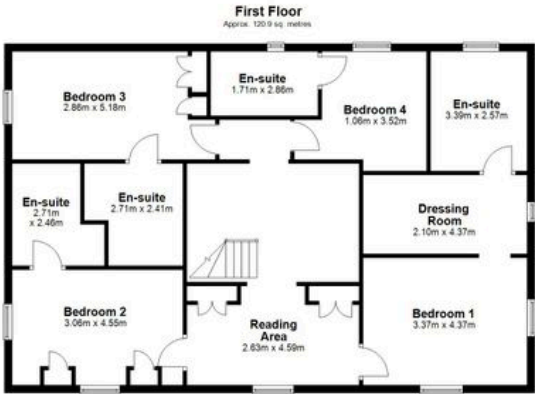 First Floor
Approx. 120.9 sq. metres
Bedroom 3
2.86m x 5.18m
En-suite
1.71m x 2.86m
Bedroom 4
1.06m x 3.52m
En-suite
3.39m x 2.57m
En-suite
2.71m
x 2.46m
En-suite
2.71m x 2.41m
Dressing
Room
2.10m x 4.37m
Bedroom 2
3.06m x 4.55m
Reading
Area
2.63m x 4.59m
Bedroom 1
3.37m x 4.37m